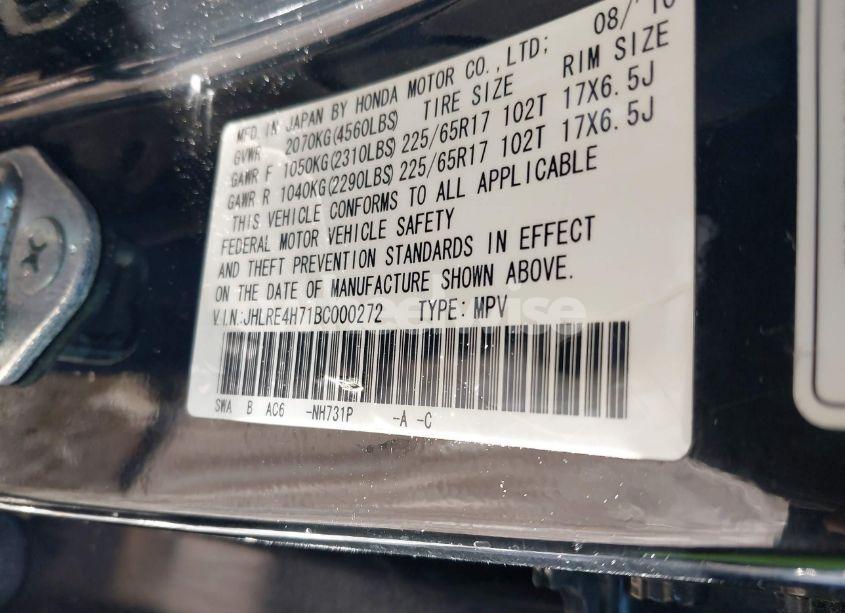 MFD. IN JAPAN BY HONDA MOTOR CO., LTD; 08/'10
GVWR 2070KG(4560LBS) TIRE SIZE RIM SIZE
GAWR F 1050KG(2310LBS) 225/65R17 102T 17X6.5J
GAWR R 1040KG(2290LBS) 225/65R17 102T 17X6.5J
THIS VEHICLE CONFORMS TO ALL APPLICABLE
FEDERAL MOTOR VEHICLE SAFETY
AND THEFT PREVENTION STANDARDS IN EFFECT
ON THE DATE OF MANUFACTURE SHOWN ABOVE.
V.I.N:JHLRE4H71BC000272 TYPE: MPV
SWA B AC6 -NH731P -A -C